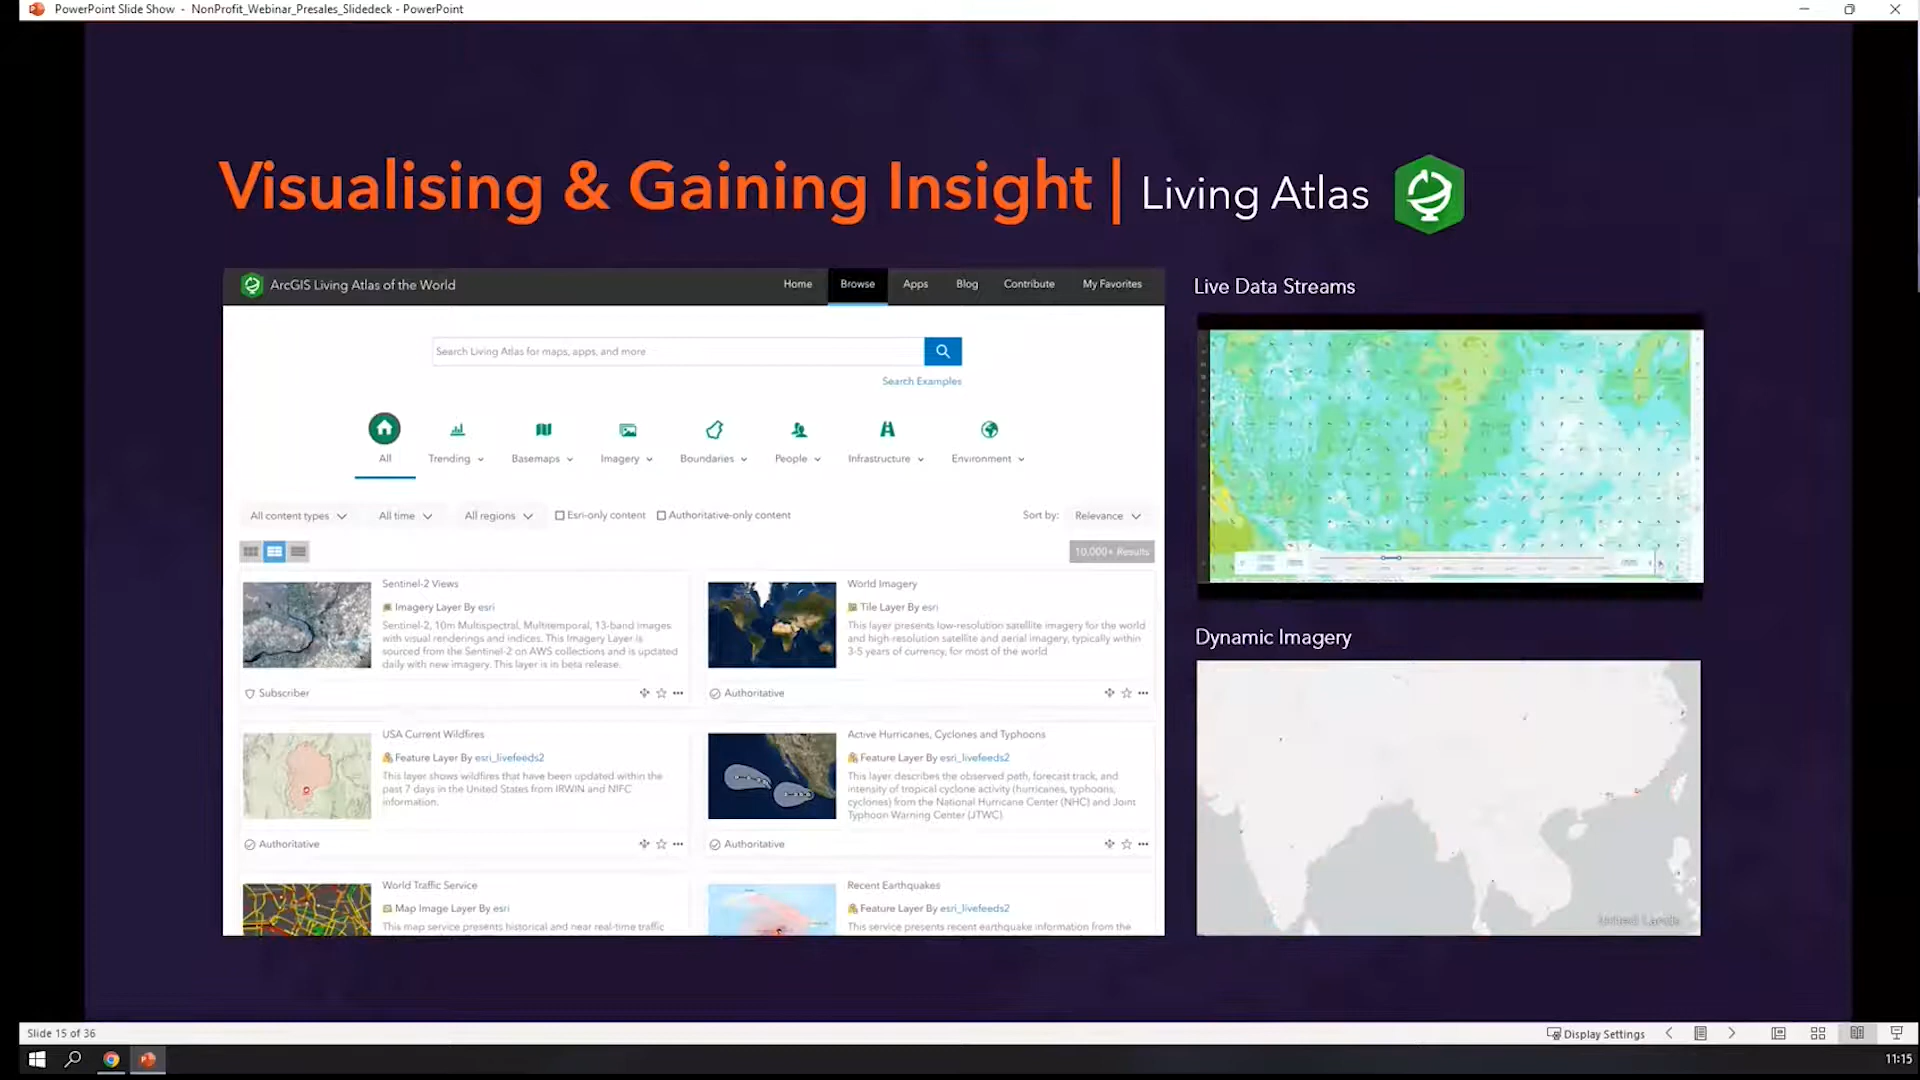 PowerPoint Slide Show - NonProfit_Webinar_Presales_Slidedeck - PowerPoint
Visualising & Gaining Insight | Living Atlas
ArcGIS Living Atlas of the World
Home Browse Apps Blog Contribute My Favorites
Search Living Atlas for maps, apps, and more
Search Examples
All Trending Basemaps Imagery Boundaries People Infrastructure Environment
All content types All time All regions Esri-only content Authoritative-only content Sort by: Relevance
10,000+ Results
Sentinel-2 Views
Imagery Layer By esri
Sentinel-2, 10m Multispectral, Multitemporal, 13-band images
with visual renderings and indices. This Imagery Layer is
sourced from the Sentinel-2 on AWS collections and is updated
daily with new imagery. This layer is in beta release.
Subscriber
World Imagery
Tile Layer By esri
This layer presents low-resolution satellite imagery for the world
and high-resolution satellite and aerial imagery, typically within
3-5 years of currency, for most of the world
Authoritative
USA Current Wildfires
Feature Layer By esri_livefeeds2
This layer shows wildfires that have been updated within the
past 7 days in the United States from IRWIN and NIFC
information.
Authoritative
Active Hurricanes, Cyclones and Typhoons
Feature Layer By esri_livefeeds2
This layer describes the observed path, forecast track, and
intensity of tropical cyclone activity (hurricanes, typhoons,
cyclones) from the National Hurricane Center (NHC) and Joint
Typhoon Warning Center (JTWC).
Authoritative
World Traffic Service
Map Image Layer By esri
This map service presents historical and near real-time traffic
Recent Earthquakes
Feature Layer By esri_livefeeds2
This service presents recent earthquake information from the
Live Data Streams
Dynamic Imagery
Slide 15 of 36
Display Settings
11:15